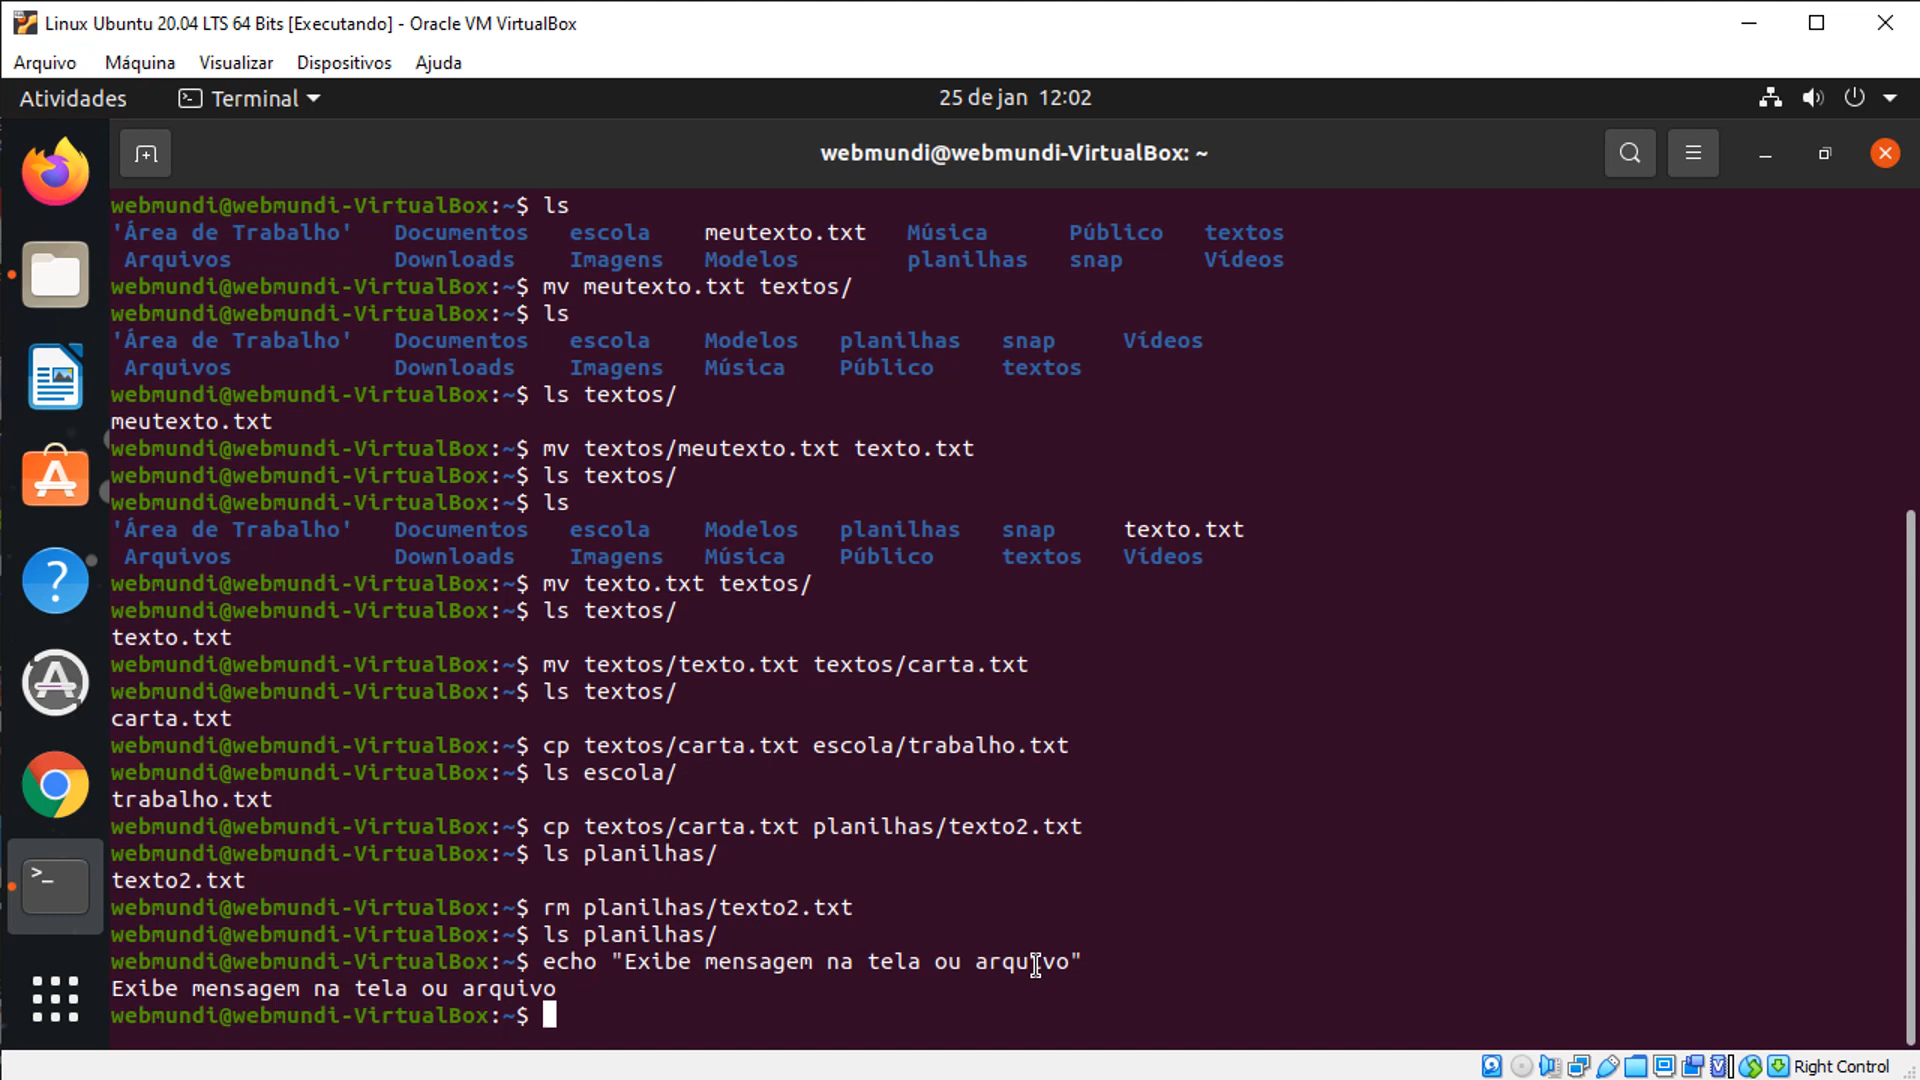 Linux Ubuntu 20.04 LTS 64 Bits [Executando] - Oracle VM VirtualBox
Arquivo Máquina Visualizar Dispositivos Ajuda
Atividades Terminal 25 de jan 12:02
webmundi@webmundi-VirtualBox: ~
webmundi@webmundi-VirtualBox:~$ ls
'Área de Trabalho' Documentos escola meutexto.txt Música Público textos
Arquivos Downloads Imagens Modelos planilhas snap Vídeos
webmundi@webmundi-VirtualBox:~$ mv meutexto.txt textos/
webmundi@webmundi-VirtualBox:~$ ls
'Área de Trabalho' Documentos escola Modelos planilhas snap Vídeos
Arquivos Downloads Imagens Música Público textos
webmundi@webmundi-VirtualBox:~$ ls textos/
meutexto.txt
webmundi@webmundi-VirtualBox:~$ mv textos/meutexto.txt texto.txt
webmundi@webmundi-VirtualBox:~$ ls textos/
webmundi@webmundi-VirtualBox:~$ ls
'Área de Trabalho' Documentos escola Modelos planilhas snap texto.txt
Arquivos Downloads Imagens Música Público textos Vídeos
webmundi@webmundi-VirtualBox:~$ mv texto.txt textos/
webmundi@webmundi-VirtualBox:~$ ls textos/
texto.txt
webmundi@webmundi-VirtualBox:~$ mv textos/texto.txt textos/carta.txt
webmundi@webmundi-VirtualBox:~$ ls textos/
carta.txt
webmundi@webmundi-VirtualBox:~$ cp textos/carta.txt escola/trabalho.txt
webmundi@webmundi-VirtualBox:~$ ls escola/
trabalho.txt
webmundi@webmundi-VirtualBox:~$ cp textos/carta.txt planilhas/texto2.txt
webmundi@webmundi-VirtualBox:~$ ls planilhas/
texto2.txt
webmundi@webmundi-VirtualBox:~$ rm planilhas/texto2.txt
webmundi@webmundi-VirtualBox:~$ ls planilhas/
webmundi@webmundi-VirtualBox:~$ echo "Exibe mensagem na tela ou arquivo"
Exibe mensagem na tela ou arquivo
webmundi@webmundi-VirtualBox:~$
Right Control